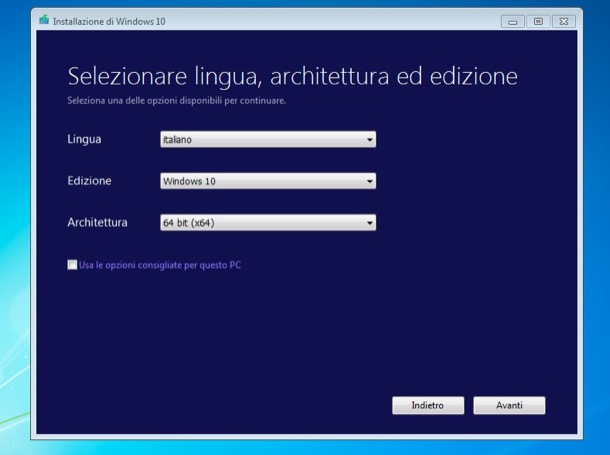 Installazione di Windows 10
Selezionare lingua, architettura ed edizione
Seleziona una delle opzioni disponibili per continuare.
Lingua italiano
Edizione Windows 10
Architettura 64 bit (x64)
Usa le opzioni consigliate per questo PC
Indietro Avanti